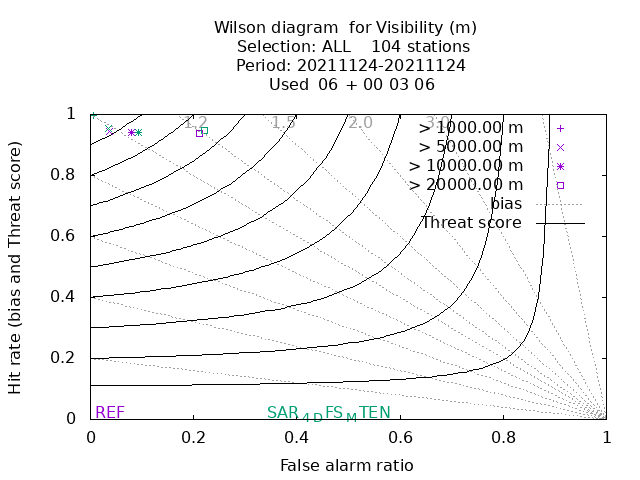 Wilson diagram  for Visibility (m)
Selection: ALL    104 stations
Period: 20211124-20211124
Used  06 + 00 03 06
Hit rate (bias and Threat score)
1
0.8
0.6
0.4
0.2
0
1.2 1.5 2.0 3.0
> 1000.00 m
> 5000.00 m
> 10000.00 m
> 20000.00 m
bias
Threat score
REF SAR4DFSMTEN
0 0.2 0.4 0.6 0.8 1
False alarm ratio